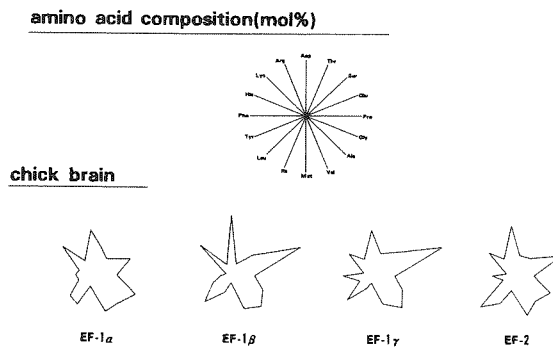 amino acid composition(mol%)
Asp
Arg
Thr
Lys
Ser
His
Glu
Phe
Pro
Tyr
Gly
Leu
Ala
Ile
Met
Val
chick brain
EF-1α
EF-1β
EF-1γ
EF-2